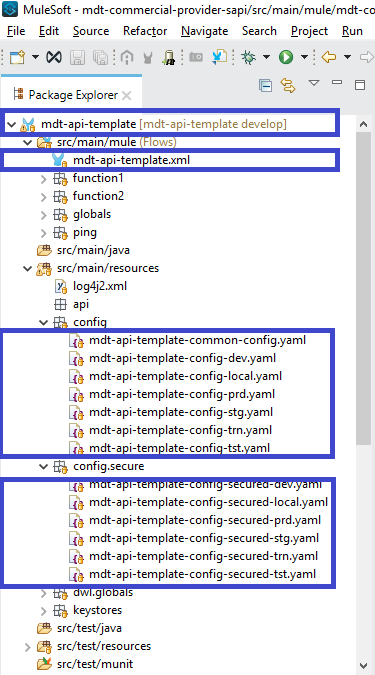 MuleSoft - mdt-commercial-provider-sapi/src/main/mule/mdt-co
File Edit Source Refactor Navigate Search Project Run
Package Explorer
mdt-api-template [mdt-api-template develop]
src/main/mule (Flows)
mdt-api-template.xml
function1
function2
globals
ping
src/main/java
src/main/resources
log4j2.xml
api
config
mdt-api-template-common-config.yaml
mdt-api-template-config-dev.yaml
mdt-api-template-config-local.yaml
mdt-api-template-config-prd.yaml
mdt-api-template-config-stg.yaml
mdt-api-template-config-trn.yaml
mdt-api-template-config-tst.yaml
config.secure
mdt-api-template-config-secured-dev.yaml
mdt-api-template-config-secured-local.yaml
mdt-api-template-config-secured-prd.yaml
mdt-api-template-config-secured-stg.yaml
mdt-api-template-config-secured-trn.yaml
mdt-api-template-config-secured-tst.yaml
dwl.globals
keystores
src/test/java
src/test/resources
src/test/munit